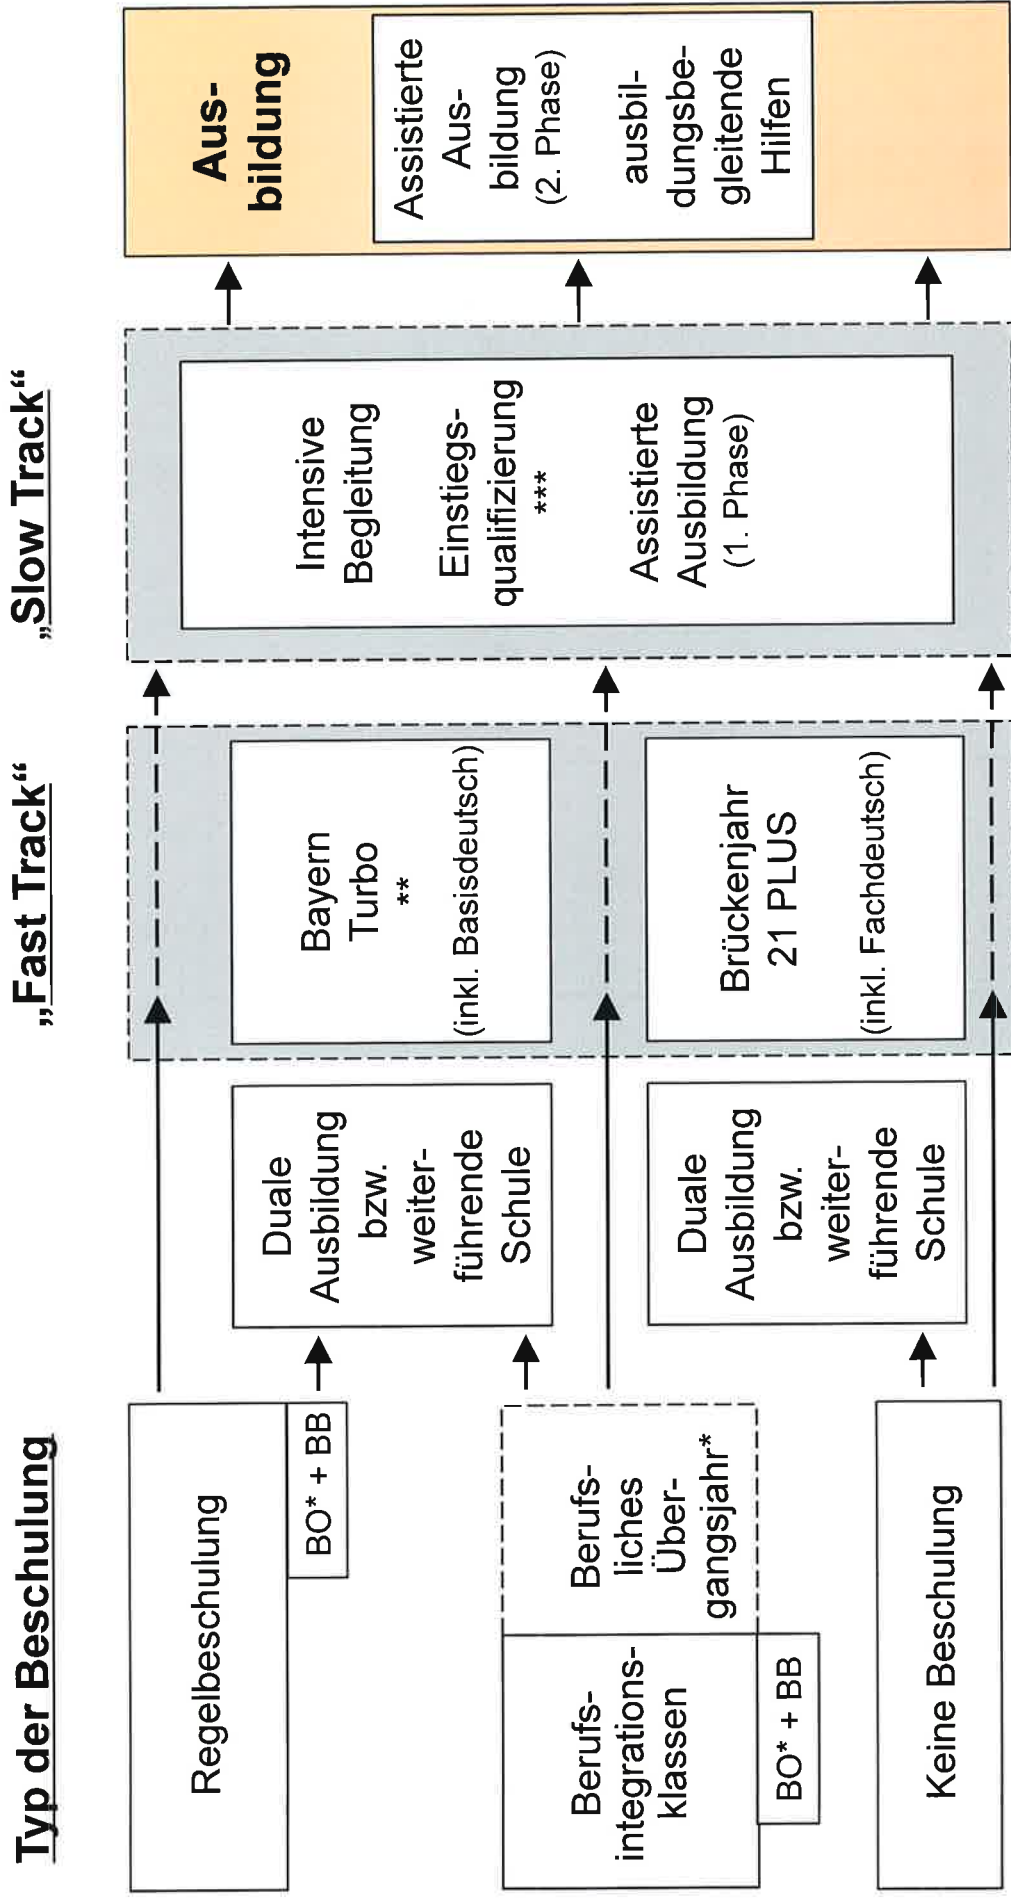 Typ der Beschulung
„Fast Track“
„Slow Track“
Regelbeschulung
BO* + BB
Berufs-
integrations-
klassen
Berufs-
liches
Über-
gangsjahr*
BO* + BB
Keine Beschulung
Duale
Ausbildung
bzw.
weiter-
führende
Schule
Duale
Ausbildung
bzw.
weiter-
führende
Schule
Bayern
Turbo
**
(inkl. Basisdeutsch)
Brückenjahr
21 PLUS
(inkl. Fachdeutsch)
Intensive
Begleitung
Einstiegs-
qualifizierung
***
Assistierte
Ausbildung
(1. Phase)
Aus-
bildung
Assistierte
Aus-
bildung
(2. Phase)
ausbil-
dungsbe-
gleitende
Hilfen